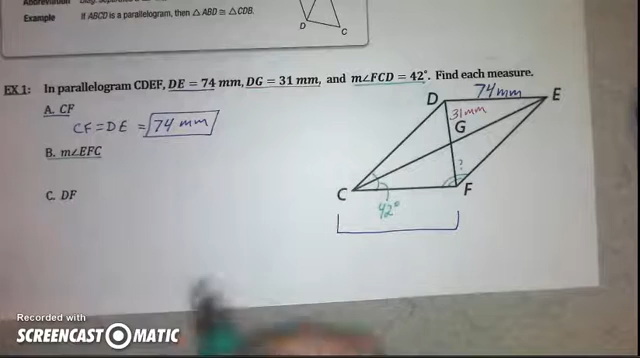 Example If ABCD is a parallelogram, then △ABD ≅ △CDB.
D
C
EX 1: In parallelogram CDEF, DE = 74 mm, DG = 31 mm, and m∠FCD = 42°. Find each measure.
A. CF
CF = DE = 74 mm
B. m∠EFC
C. DF
74 mm
D
E
31mm
G
?
C
F
42°
Recorded with
SCREENCAST MATIC